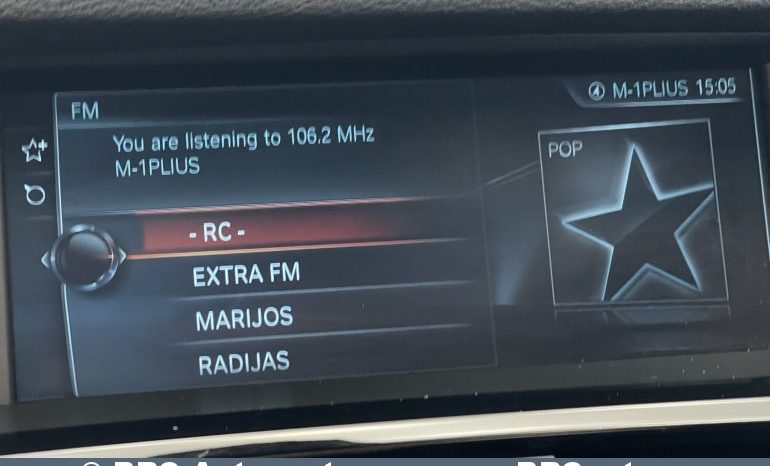 FM
M-1PLIUS 15:05
You are listening to 106.2 MHz
M-1PLIUS
POP
- RC -
EXTRA FM
MARIJOS
RADIJAS